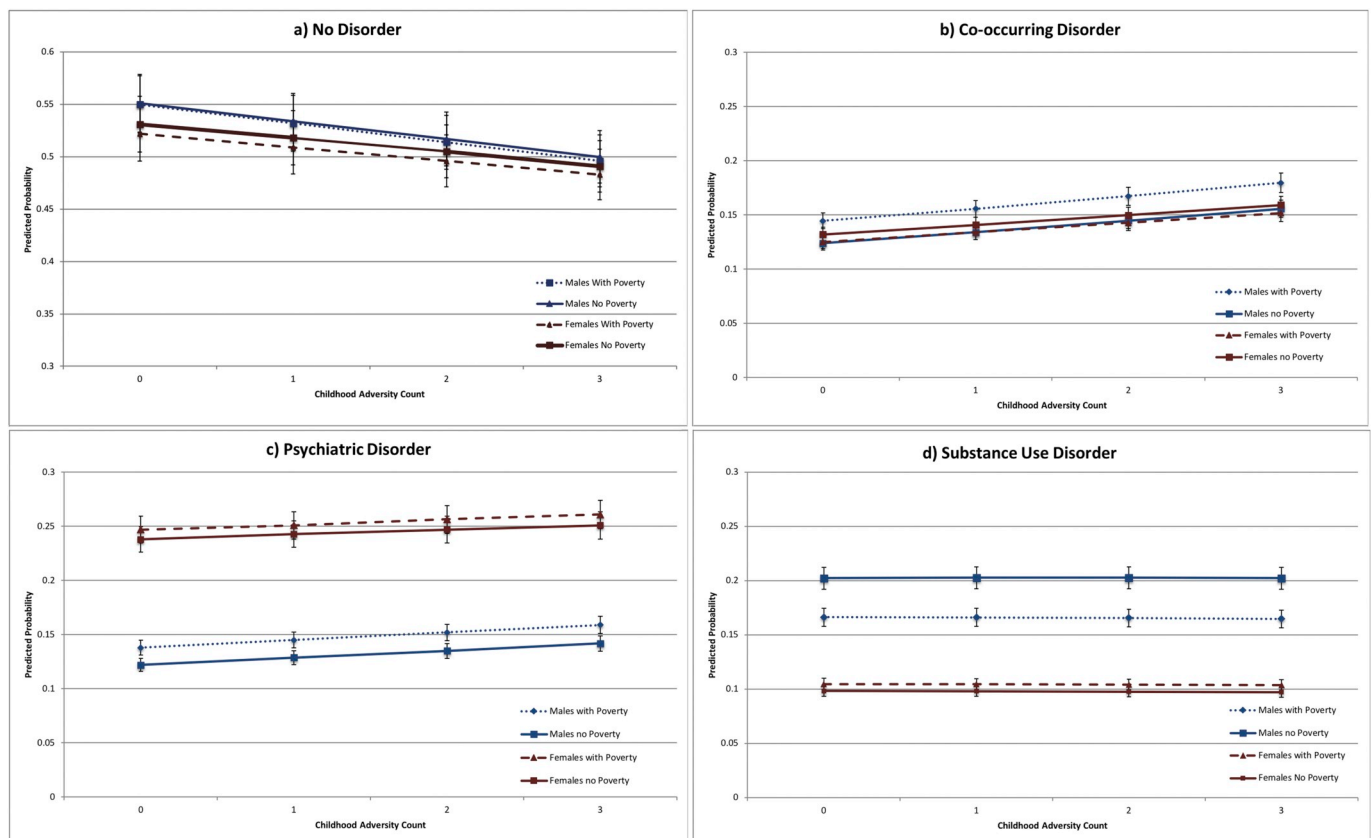 a) No Disorder
0.6
0.55
0.5
0.45
0.4
0.35
0.3
Predicted Probability
0 1 2 3
Childhood Adversity Count
Males With Poverty
Males No Poverty
Females With Poverty
Females No Poverty
b) Co-occurring Disorder
0.3
0.25
0.2
0.15
0.1
0.05
0
Predicted Probability
0 1 2 3
Childhood Adversity Count
Males with Poverty
Males no Poverty
Females with Poverty
Females no Poverty
c) Psychiatric Disorder
0.3
0.25
0.2
0.15
0.1
0.05
0
Predicted Probability
0 1 2 3
Childhood Adversity Count
Males with Poverty
Males no Poverty
Females with Poverty
Females no Poverty
d) Substance Use Disorder
0.3
0.25
0.2
0.15
0.1
0.05
0
Predicted Probability
0 1 2 3
Childhood Adversity Count
Males with Poverty
Males no Poverty
Females with Poverty
Females No Poverty